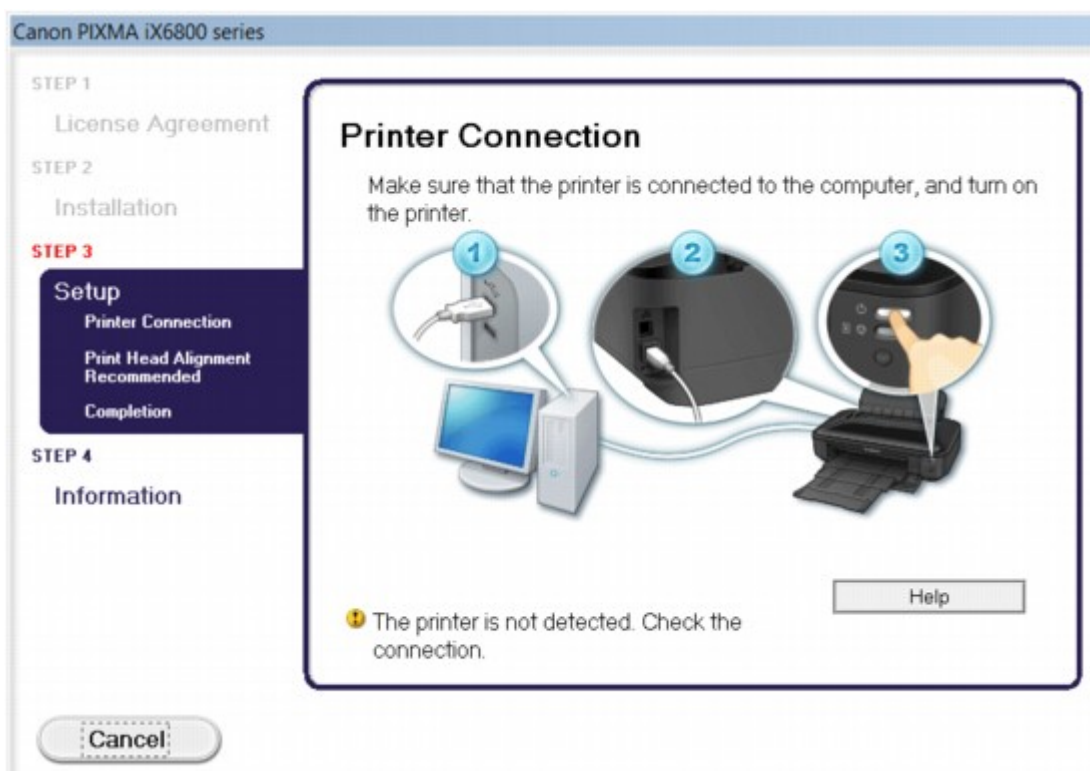 Canon PIXMA iX6800 series
STEP 1
License Agreement
STEP 2
Installation
STEP 3
Setup
Printer Connection
Print Head Alignment
Recommended
Completion
STEP 4
Information
Printer Connection
Make sure that the printer is connected to the computer, and turn on
the printer.
1
2
3
Help
The printer is not detected. Check the
connection.
Cancel